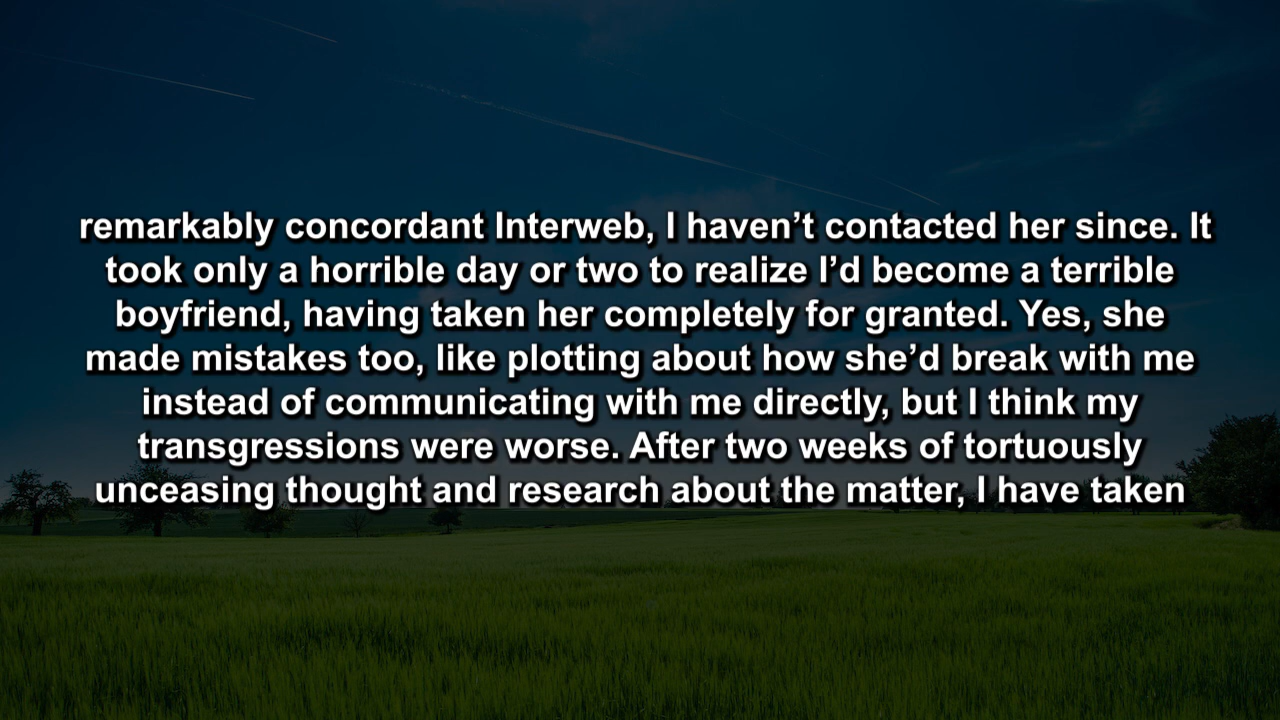 remarkably concordant Interweb, I haven’t contacted her since. It
took only a horrible day or two to realize I’d become a terrible
boyfriend, having taken her completely for granted. Yes, she
made mistakes too, like plotting about how she’d break with me
instead of communicating with me directly, but I think my
transgressions were worse. After two weeks of tortuously
unceasing thought and research about the matter, I have taken